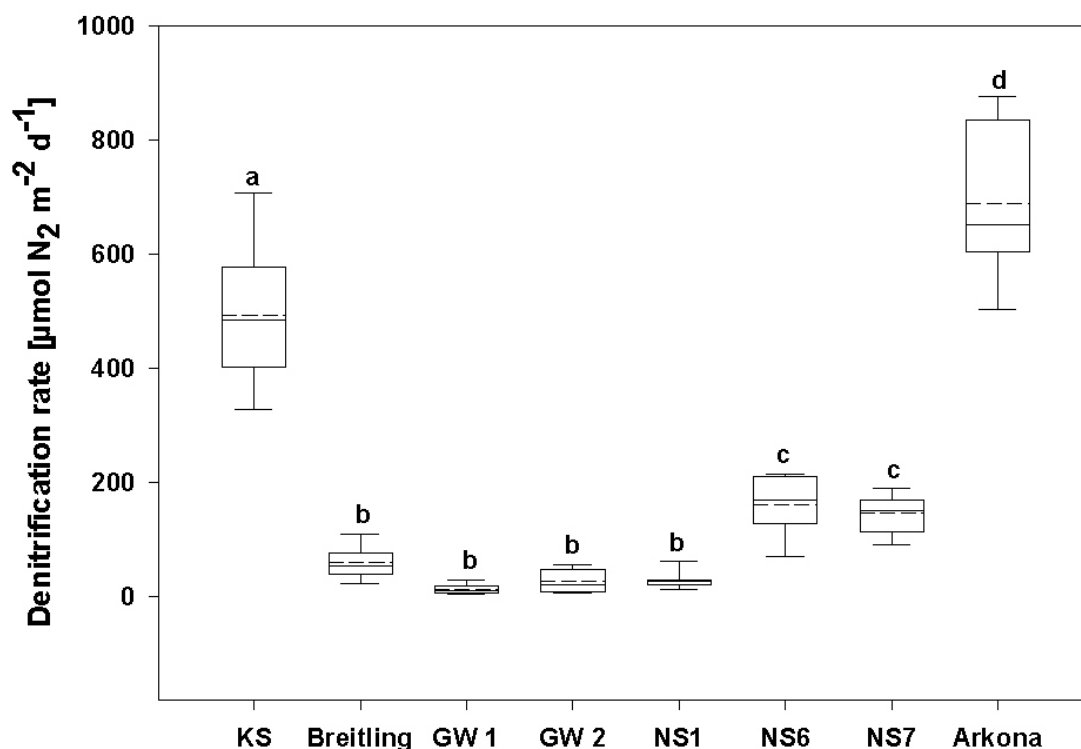 Denitrification rate [µmol N2 m-2 d-1]
1000
800
600
400
200
0
a
b
b
b
b
c
c
d
KS Breitling GW 1 GW 2 NS1 NS6 NS7 Arkona